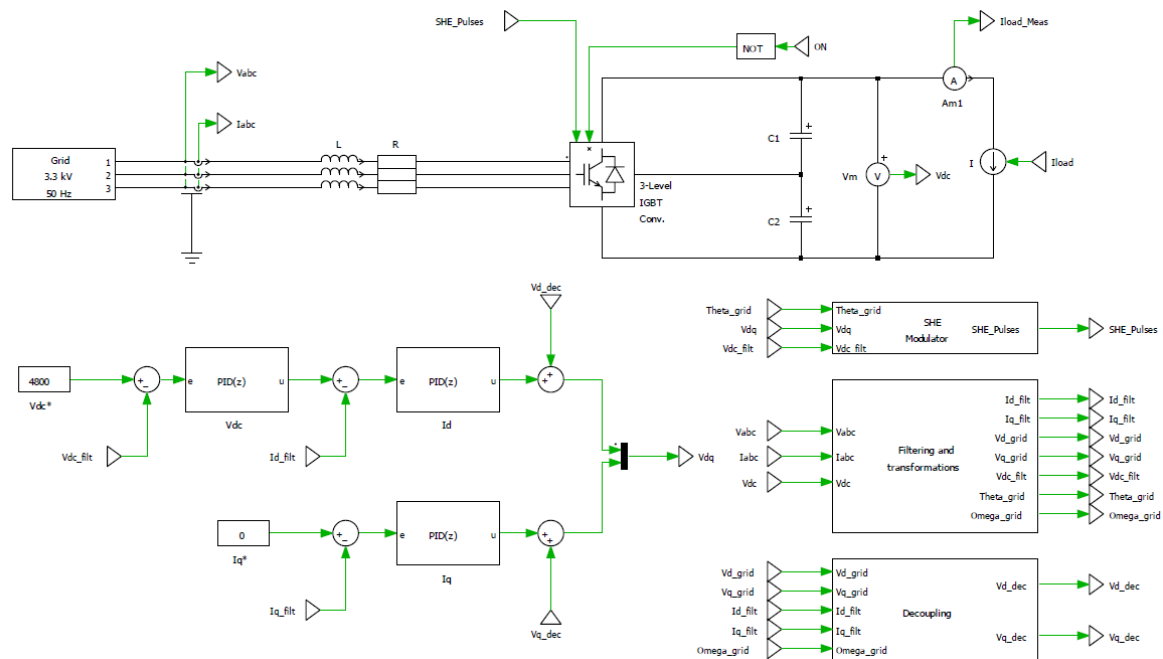 SHE_Pulses
NOT
ON
Iload_Meas
A
Am1
Vabc
Iabc
Grid
3.3 kV
50 Hz
1
2
3
L
R
3-Level
IGBT
Conv.
C1
+
C2
+
Vm
+
V
Vdc
I
Iload
Vd_dec
4800
Vdc*
+
−
e
PID(z)
u
Vdc
Vdc_filt
+
−
e
PID(z)
u
Id
Id_filt
+
+
Vdq
0
Iq*
+
−
e
PID(z)
u
Iq
Iq_filt
+
+
Vq_dec
Theta_grid
Vdq
Vdc_filt
Theta_grid
Vdq
Vdc_filt
SHE
Modulator
SHE_Pulses
SHE_Pulses
Vabc
Iabc
Vdc
Vabc
Iabc
Vdc
Filtering and
transformations
Id_filt
Iq_filt
Vd_grid
Vq_grid
Vdc_filt
Theta_grid
Omega_grid
Id_filt
Iq_filt
Vd_grid
Vq_grid
Vdc_filt
Theta_grid
Omega_grid
Vd_grid
Vq_grid
Id_filt
Iq_filt
Omega_grid
Vd_grid
Vq_grid
Id_filt
Iq_filt
Omega_grid
Decoupling
Vd_dec
Vq_dec
Vd_dec
Vq_dec